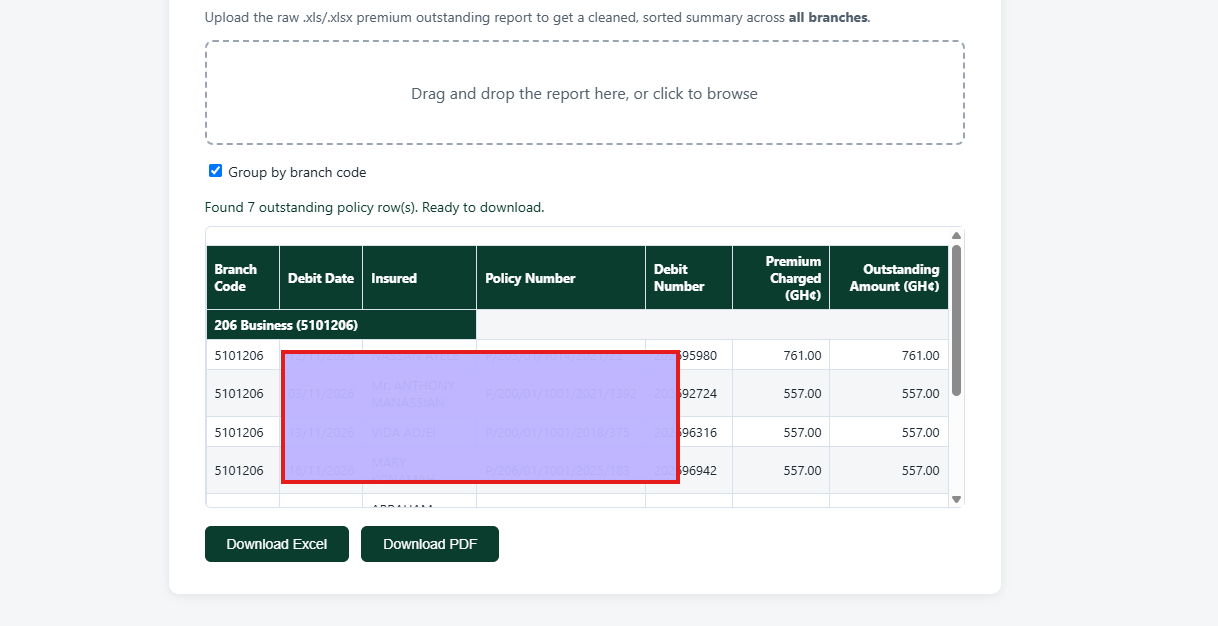 Upload the raw .xls/.xlsx premium outstanding report to get a cleaned, sorted summary across all branches.
Drag and drop the report here, or click to browse
Group by branch code
Found 7 outstanding policy row(s). Ready to download.
Branch Code Debit Date Insured Policy Number Debit Number Premium Charged (GH¢) Outstanding Amount (GH¢)
206 Business (5101206)
5101206 761.00 761.00
5101206 557.00 557.00
5101206 557.00 557.00
5101206 557.00 557.00
Download Excel Download PDF